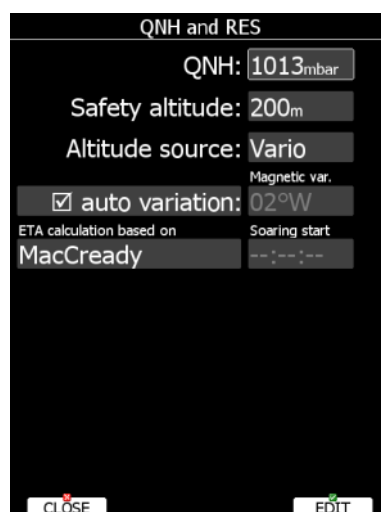 QNH and RES
QNH: 1013mbar
Safety altitude: 200m
Altitude source: Vario
Magnetic var.
auto variation: 02°W
ETA calculation based on Soaring start
MacCready --:--:--
CLOSE EDIT